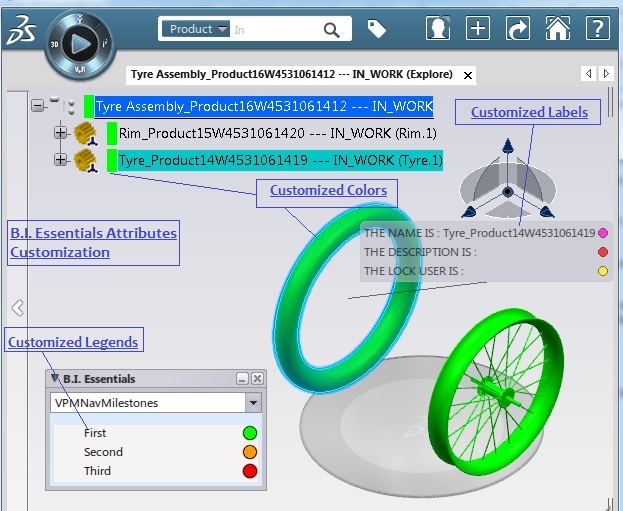 3DS
3D
V.R
Product In
Tyre Assembly_Product16W4531061412 --- IN_WORK (Explore)
Tyre Assembly_Product16W4531061412 --- IN_WORK
Customized Labels
Rim_Product15W4531061420 --- IN_WORK (Rim.1)
Tyre_Product14W4531061419 --- IN_WORK (Tyre.1)
Customized Colors
B.I. Essentials Attributes
Customization
THE NAME IS : Tyre_Product14W4531061419
THE DESCRIPTION IS :
THE LOCK USER IS :
Customized Legends
B.I. Essentials
VPMNavMilestones
First
Second
Third